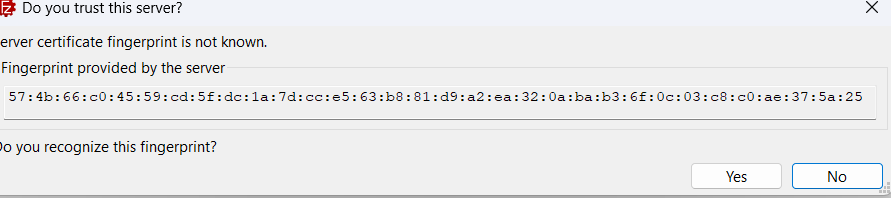 Do you trust this server?
erver certificate fingerprint is not known.
Fingerprint provided by the server
57:4b:66:c0:45:59:cd:5f:dc:1a:7d:cc:e5:63:b8:81:d9:a2:ea:32:0a:ba:b3:6f:0c:03:c8:c0:ae:37:5a:25
Do you recognize this fingerprint?
Yes No